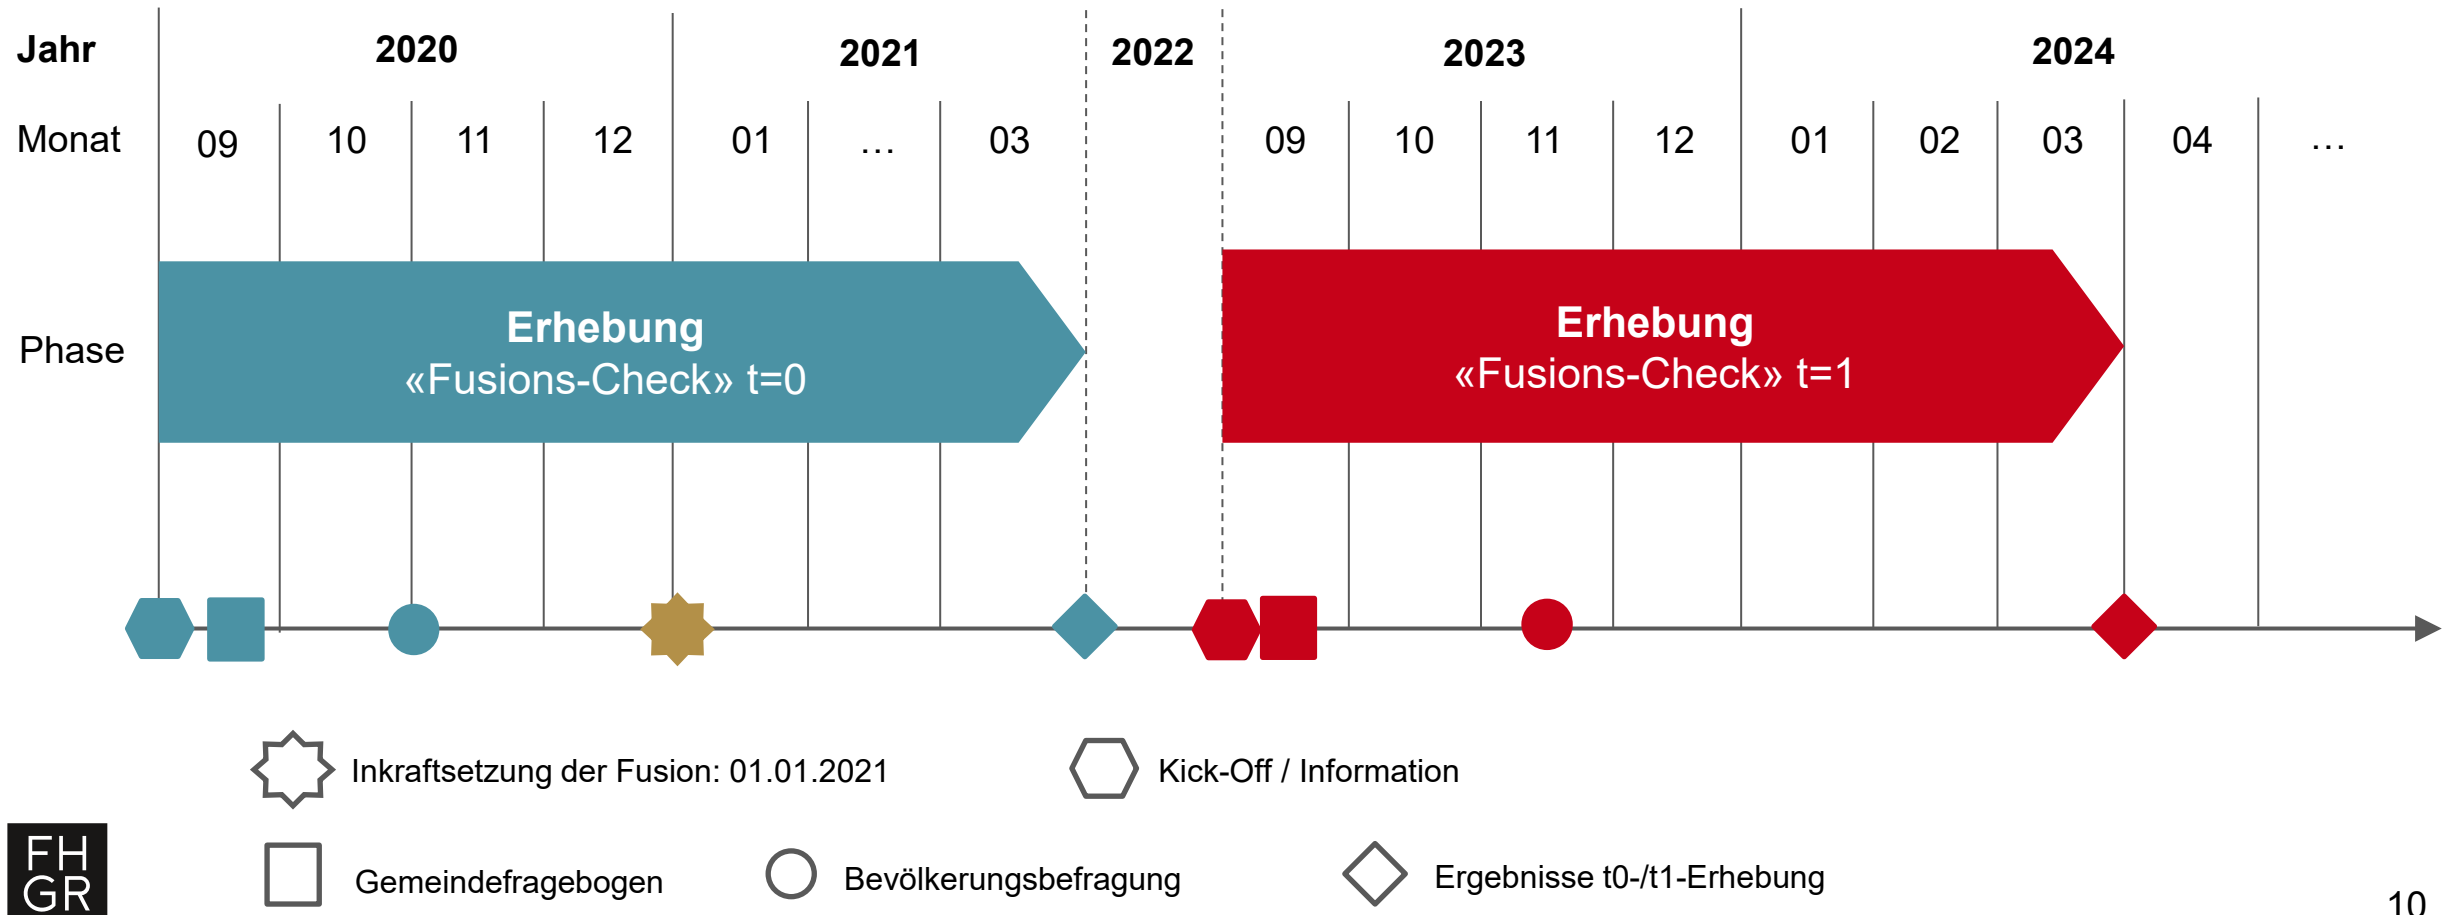 Jahr 2020 2021 2022 2023 2024
Monat 09 10 11 12 01 … 03 09 10 11 12 01 02 03 04 …
Phase
Erhebung
«Fusions-Check» t=0
Erhebung
«Fusions-Check» t=1
Inkraftsetzung der Fusion: 01.01.2021
Kick-Off / Information
Gemeindefragebogen
Bevölkerungsbefragung
Ergebnisse t0-/t1-Erhebung
FH
GR
10